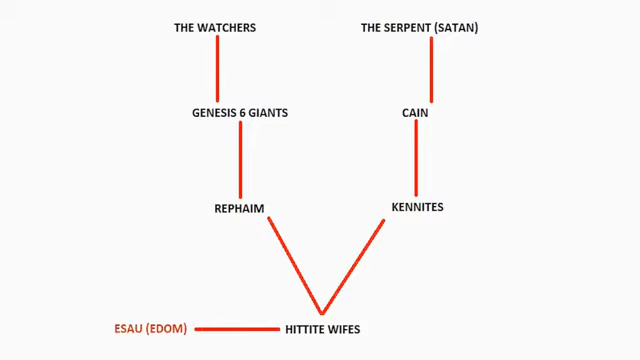 THE WATCHERS
THE SERPENT (SATAN)
GENESIS 6 GIANTS
CAIN
REPHAIM
KENNITES
ESAU (EDOM)
HITTITE WIFES